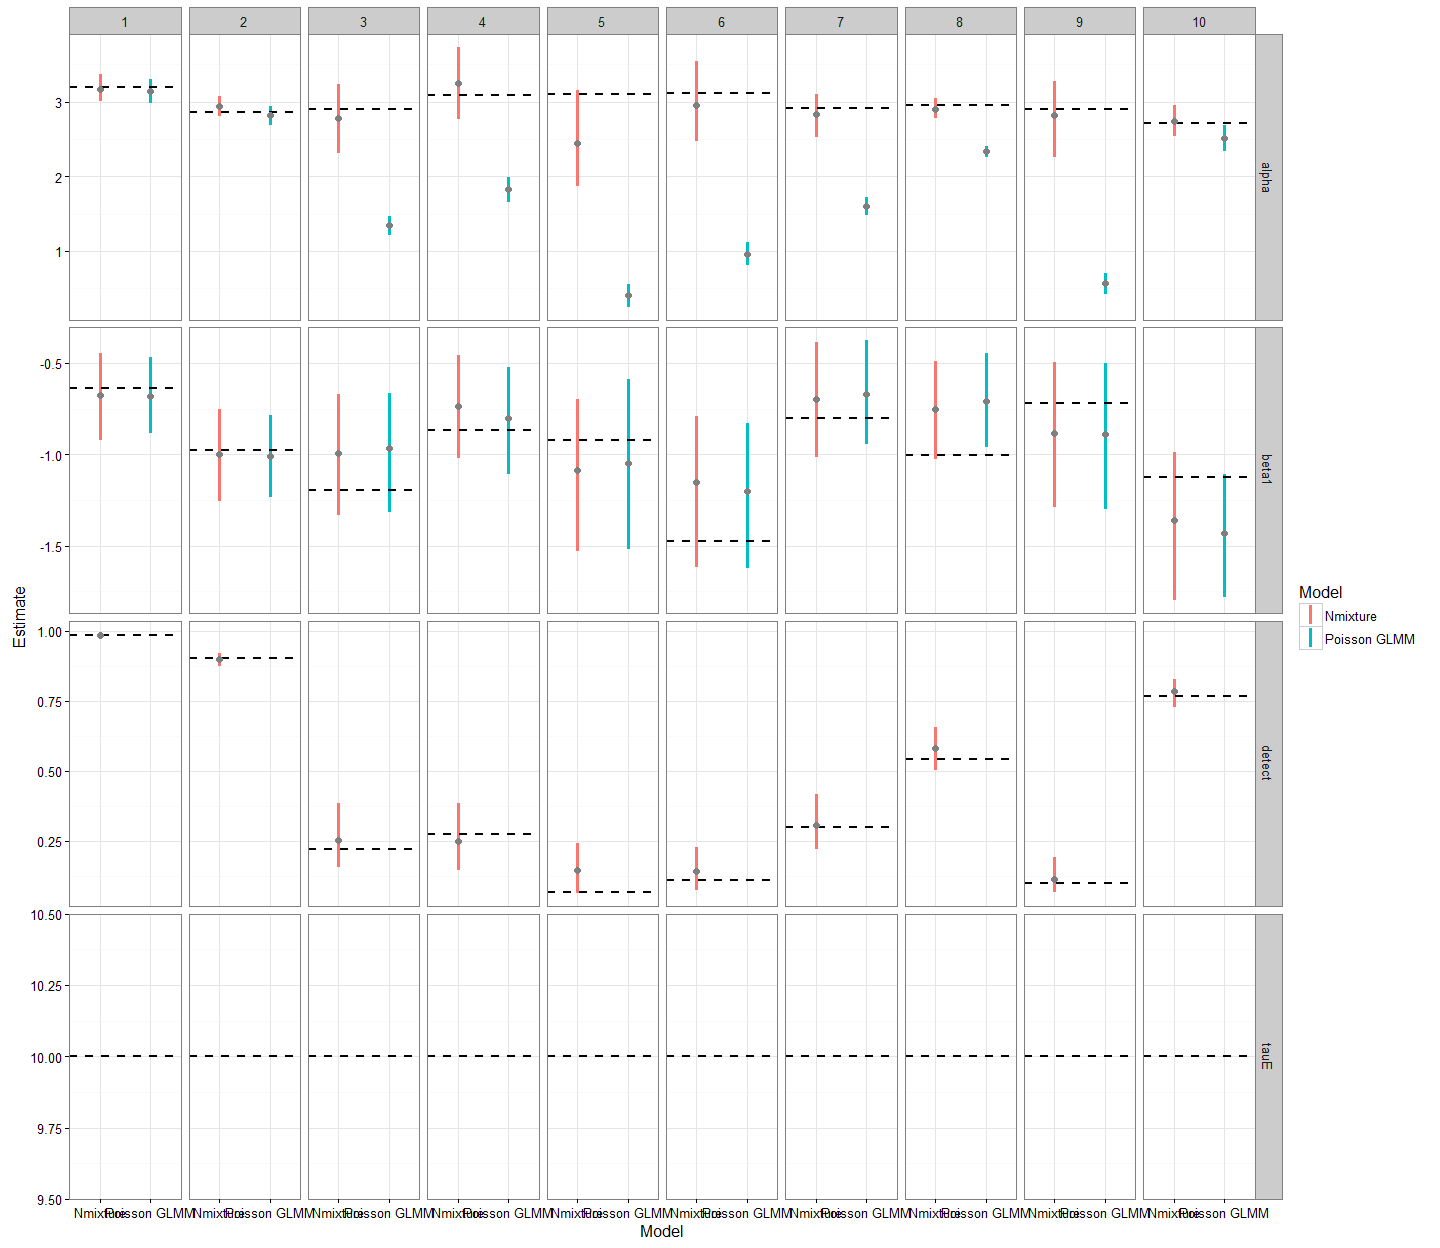 1 2 3 4 5 6 7 8 9 10
3
2
1
alpha
-0.5
-1.0
-1.5
beta1
1.00
0.75
0.50
0.25
detect
10.50
10.25
10.00
9.75
9.50
tauE
Estimate
Nmixture Poisson GLMM Nmixture Poisson GLMM Nmixture Poisson GLMM Nmixture Poisson GLMM Nmixture Poisson GLMM Nmixture Poisson GLMM Nmixture Poisson GLMM Nmixture Poisson GLMM Nmixture Poisson GLMM Nmixture Poisson GLMM
Model
Model
Nmixture
Poisson GLMM